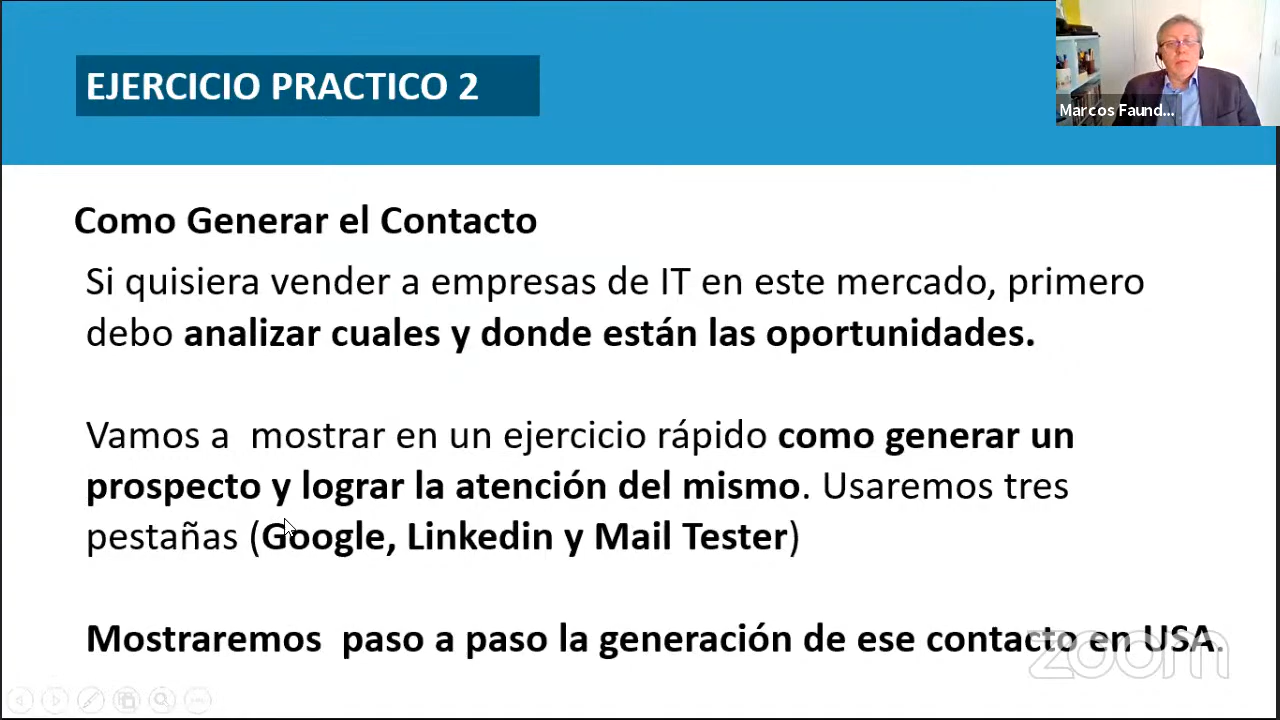 EJERCICIO PRACTICO 2
Marcos Faund...
Como Generar el Contacto
Si quisiera vender a empresas de IT en este mercado, primero
debo analizar cuales y donde están las oportunidades.
Vamos a  mostrar en un ejercicio rápido como generar un
prospecto y lograr la atención del mismo. Usaremos tres
pestañas (Google, Linkedin y Mail Tester)
Mostraremos  paso a paso la generación de ese contacto en USA.
zoom